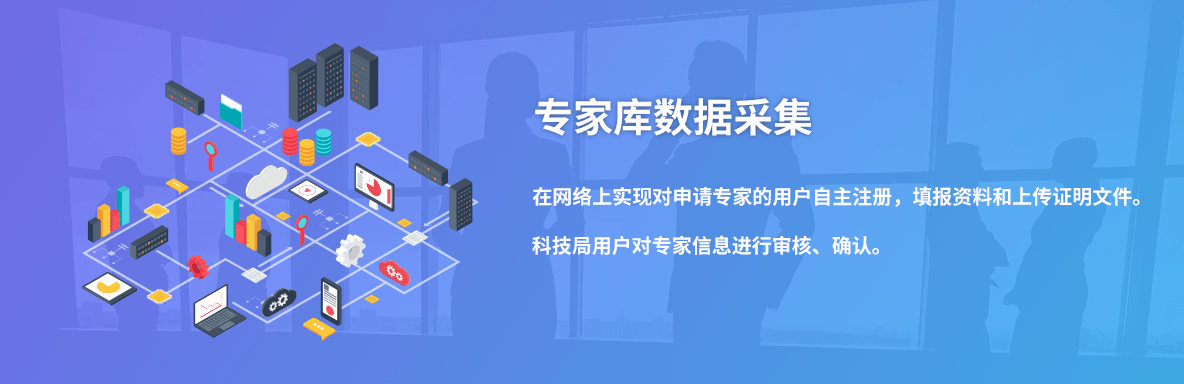 专家库数据采集
在网络上实现对申请专家的用户自主注册，填报资料和上传证明文件。
科技局用户对专家信息进行审核、确认。